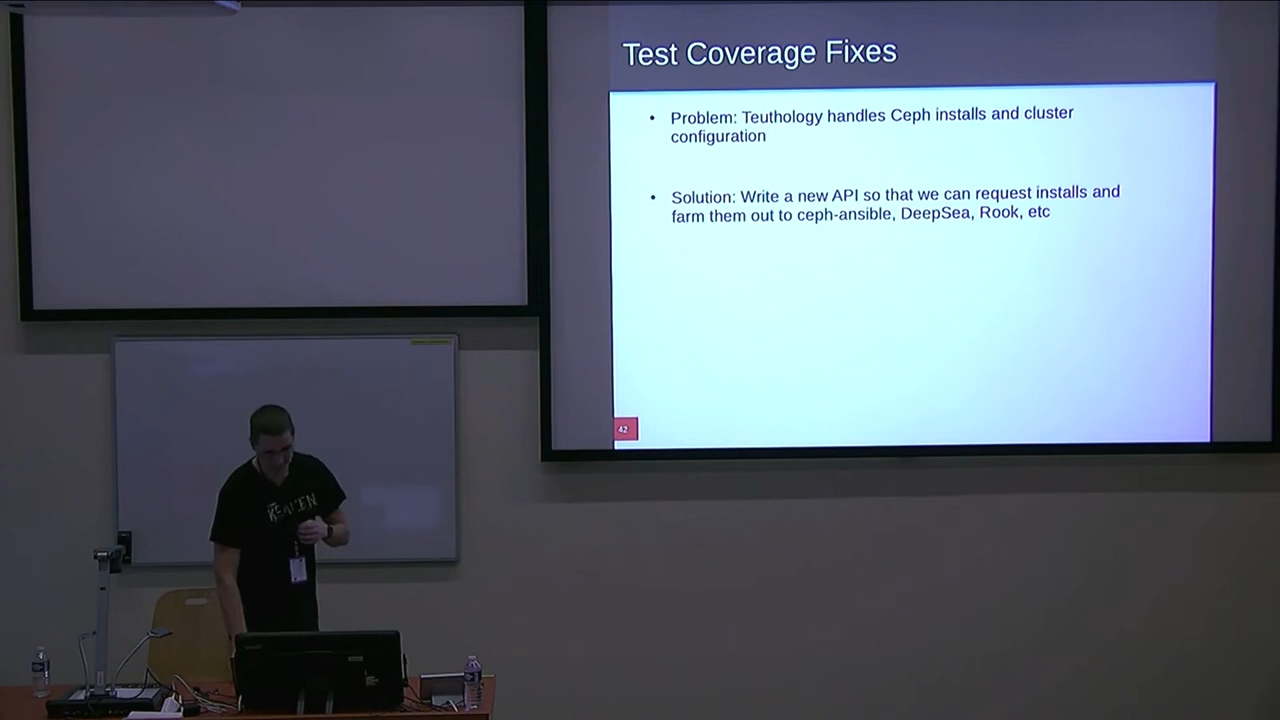 Test Coverage Fixes
• Problem: Teuthology handles Ceph installs and cluster
configuration
• Solution: Write a new API so that we can request installs and
farm them out to ceph-ansible, DeepSea, Rook, etc
42